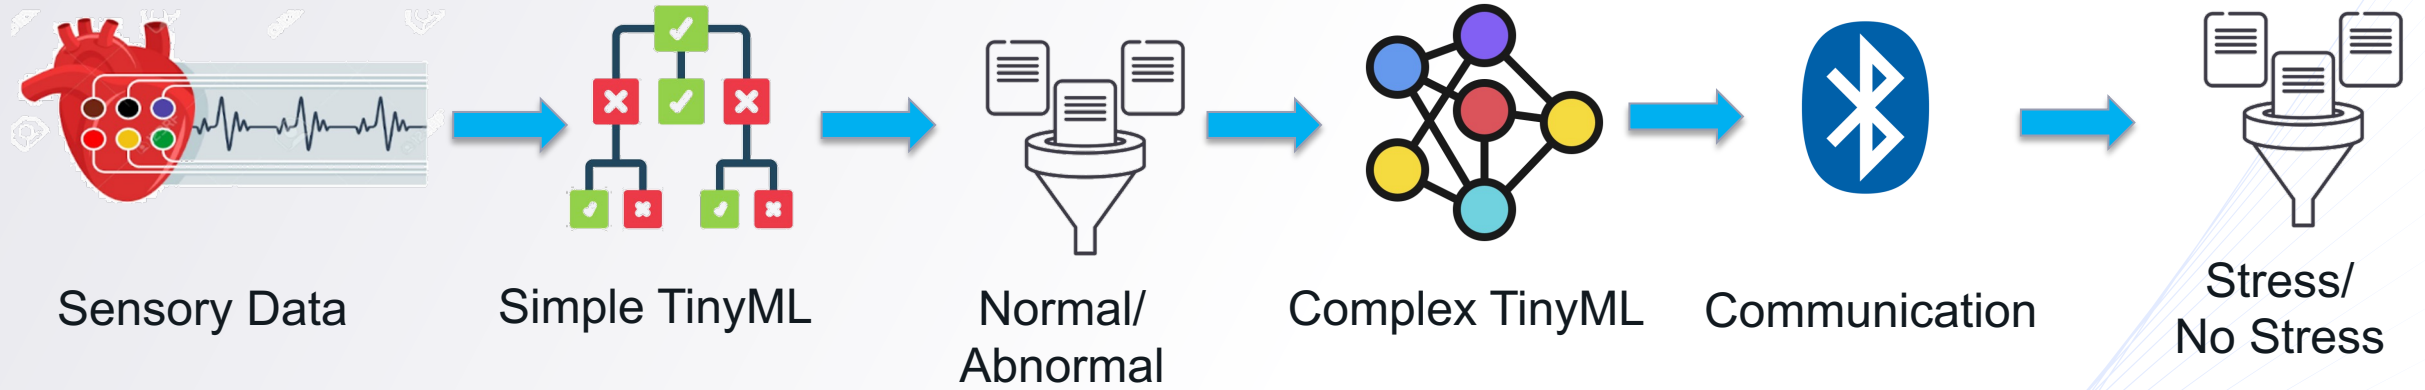 Sensory Data
Simple TinyML
Normal/
Abnormal
Complex TinyML
Communication
Stress/
No Stress